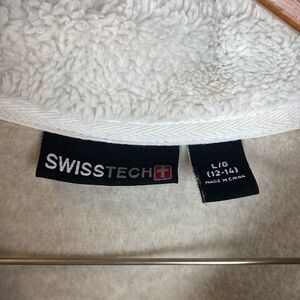 SWISSTECH
L/G
(12-14)
MADE IN CHINA